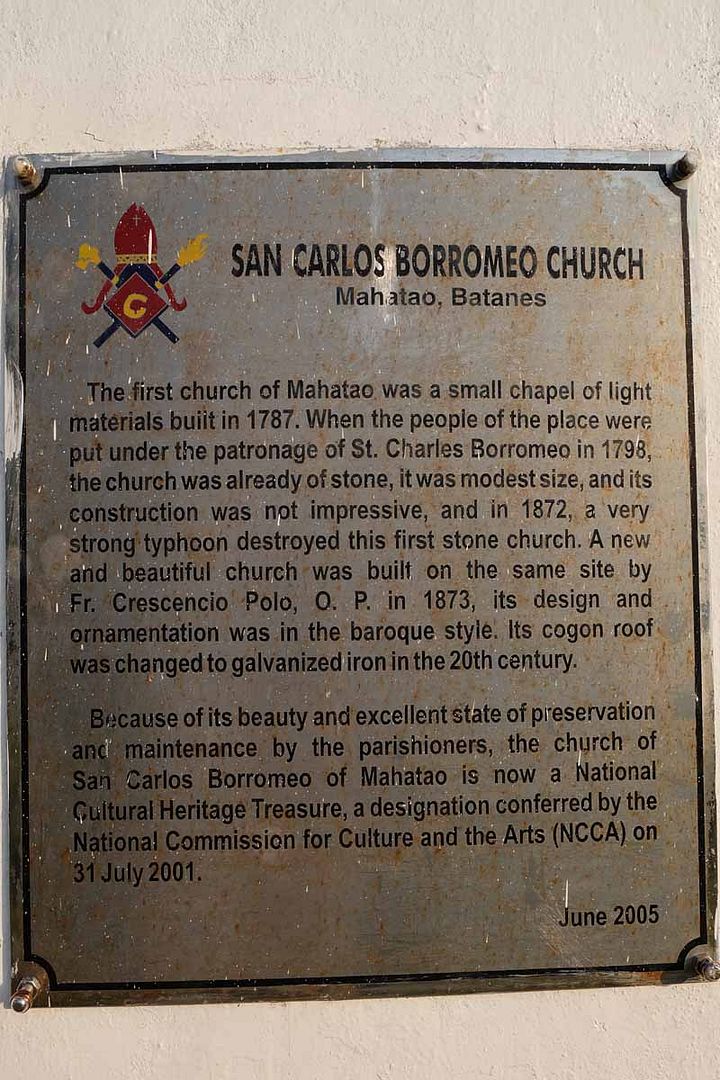 C
SAN CARLOS BORROMEO CHURCH
Mahatao, Batanes
The first church of Mahatao was a small chapel of light
materials built in 1787. When the people of the place were
put under the patronage of St. Charles Borromeo in 1798,
the church was already of stone, it was modest size, and its
construction was not impressive, and in 1872, a very
strong typhoon destroyed this first stone church. A new
and beautiful church was built on the same site by
Fr. Crescencio Polo, O. P. in 1873, its design and
ornamentation was in the baroque style. Its cogon roof
was changed to galvanized iron in the 20th century.
Because of its beauty and excellent state of preservation
and maintenance by the parishioners, the church of
San Carlos Borromeo of Mahatao is now a National
Cultural Heritage Treasure, a designation conferred by the
National Commission for Culture and the Arts (NCCA) on
31 July 2001.
June 2005